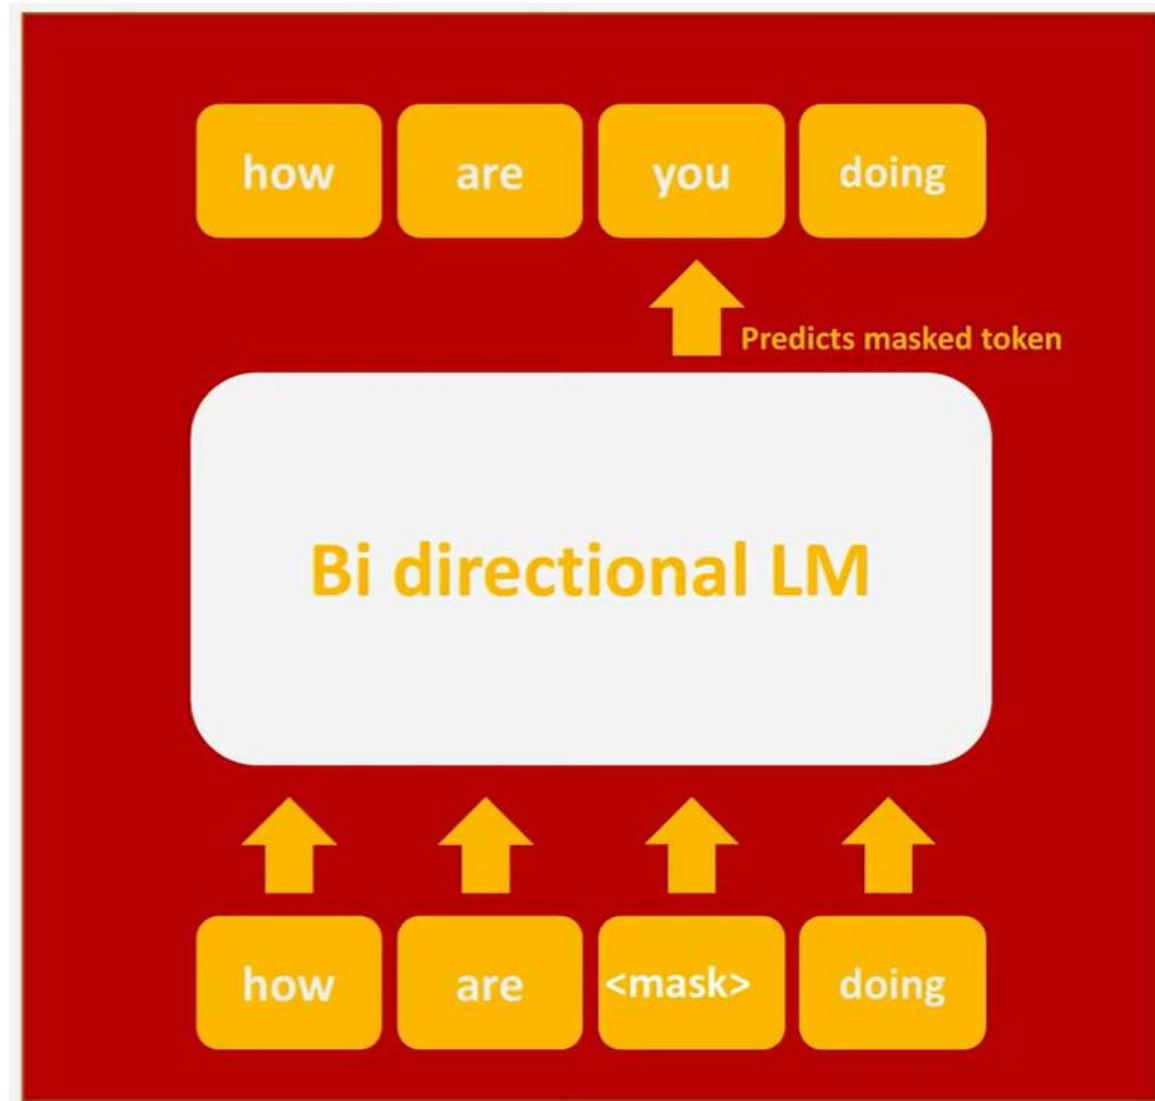 how are you doing
Predicts masked token
Bi directional LM
how are <mask> doing